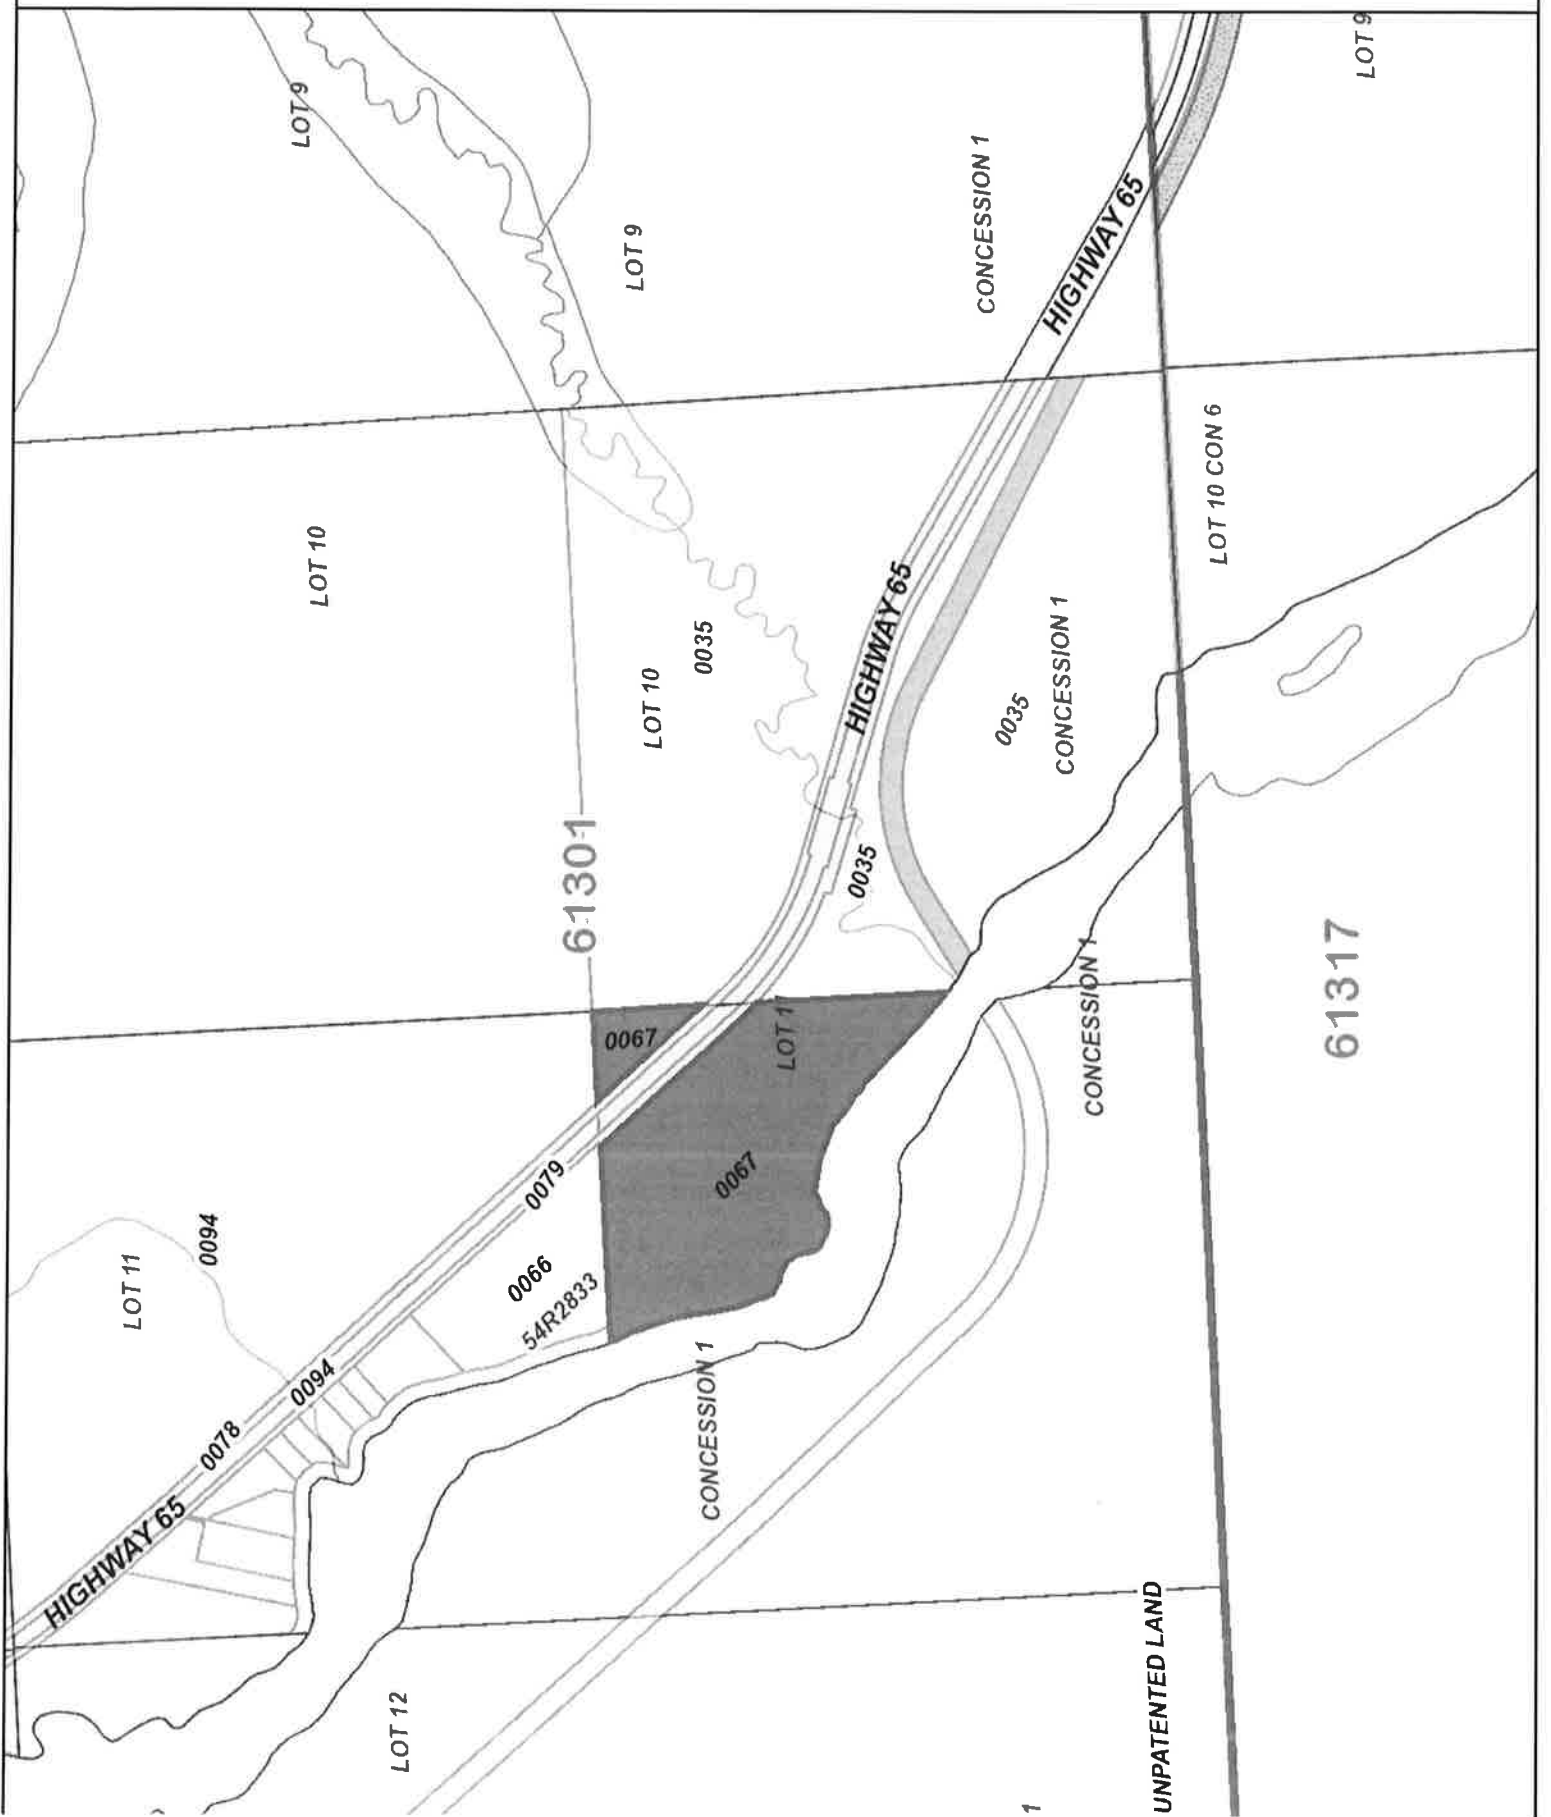 LOT 9
LOT 9
LOT 9
CONCESSION 1
HIGHWAY 65
LOT 10
LOT 10
0035
HIGHWAY 65
0035
CONCESSION 1
LOT 10 CON 6
61301
0035
0067
LOT 1
CONCESSION 1
61317
LOT 11
0094
0079
0066
54R2833
0067
0094
0078
HIGHWAY 65
CONCESSION 1
LOT 12
UNPATENTED LAND
1